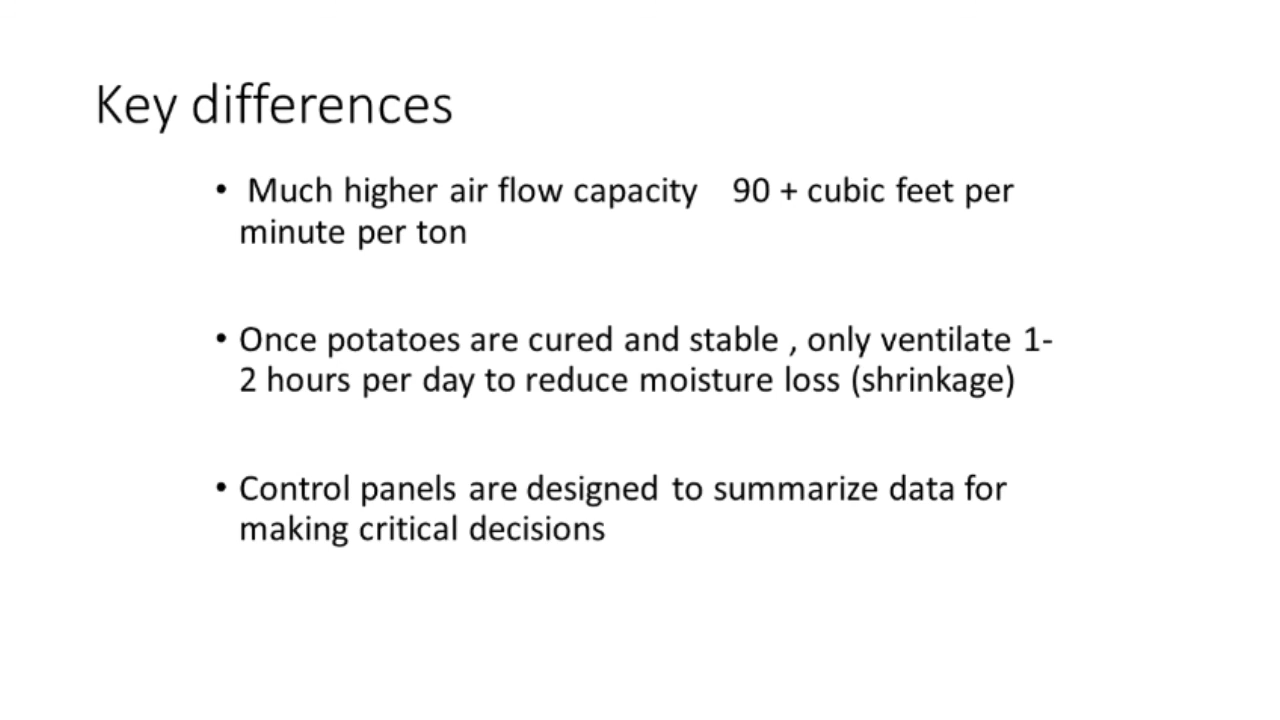 Key differences
• Much higher air flow capacity 90 + cubic feet per
minute per ton
• Once potatoes are cured and stable , only ventilate 1-
2 hours per day to reduce moisture loss (shrinkage)
• Control panels are designed to summarize data for
making critical decisions